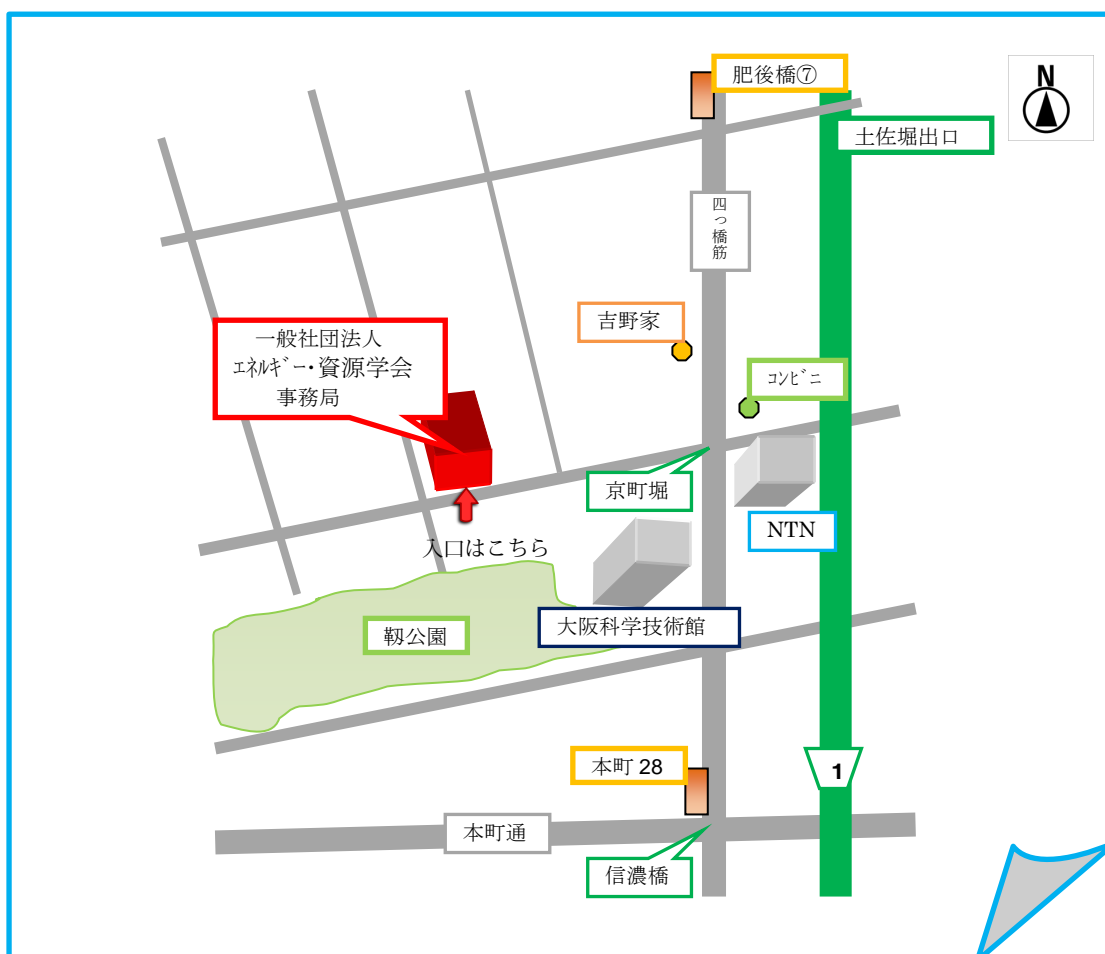 肥後橋⑦
N
土佐堀出口
四つ橋筋
吉野家
一般社団法人
ｴﾈﾙｷﾞｰ・資源学会
事務局
ｺﾝﾋﾞﾆ
京町堀
NTN
入口はこちら
大阪科学技術館
靱公園
本町 28
1
本町通
信濃橋